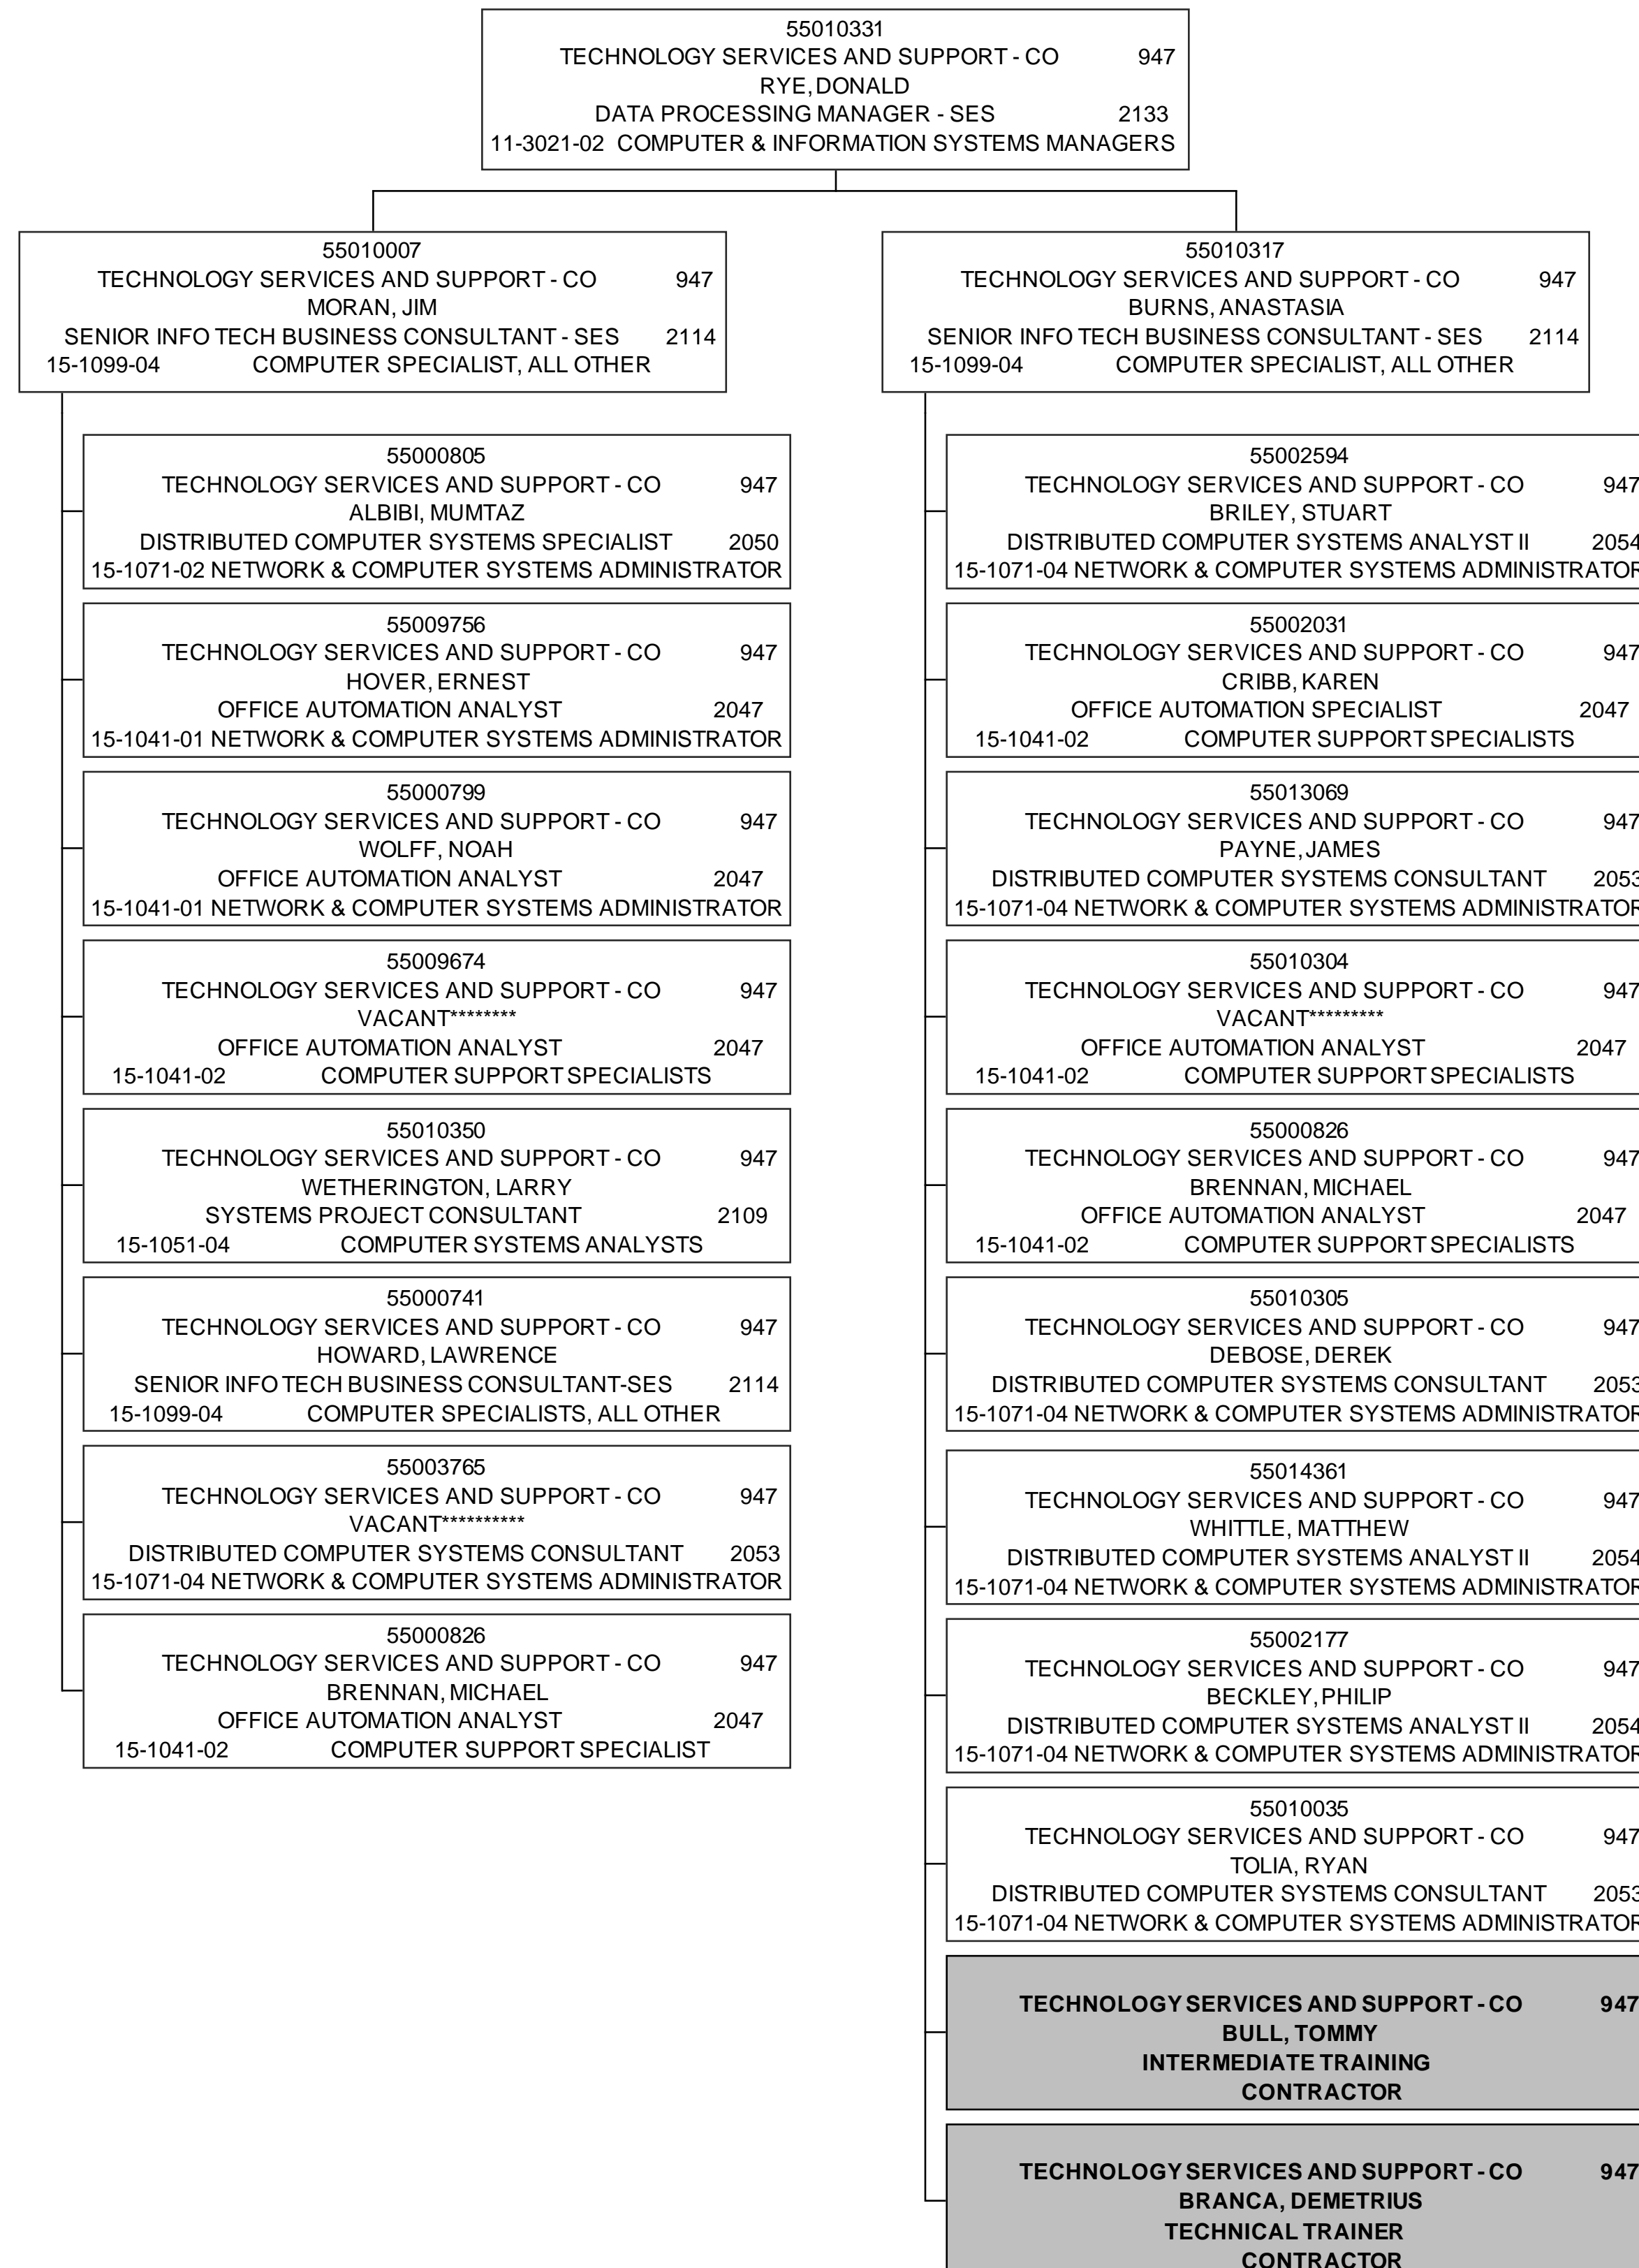 55010331
TECHNOLOGY SERVICES AND SUPPORT - CO 947
RYE, DONALD
DATA PROCESSING MANAGER - SES 2133
11-3021-02 COMPUTER & INFORMATION SYSTEMS MANAGERS
55010007
TECHNOLOGY SERVICES AND SUPPORT - CO 947
MORAN, JIM
SENIOR INFO TECH BUSINESS CONSULTANT - SES 2114
15-1099-04 COMPUTER SPECIALIST, ALL OTHER
55000805
TECHNOLOGY SERVICES AND SUPPORT - CO 947
ALBIBI, MUMTAZ
DISTRIBUTED COMPUTER SYSTEMS SPECIALIST 2050
15-1071-02 NETWORK & COMPUTER SYSTEMS ADMINISTRATOR
55009756
TECHNOLOGY SERVICES AND SUPPORT - CO 947
HOVER, ERNEST
OFFICE AUTOMATION ANALYST 2047
15-1041-01 NETWORK & COMPUTER SYSTEMS ADMINISTRATOR
55000799
TECHNOLOGY SERVICES AND SUPPORT - CO 947
WOLFF, NOAH
OFFICE AUTOMATION ANALYST 2047
15-1041-01 NETWORK & COMPUTER SYSTEMS ADMINISTRATOR
55009674
TECHNOLOGY SERVICES AND SUPPORT - CO 947
VACANT********
OFFICE AUTOMATION ANALYST 2047
15-1041-02 COMPUTER SUPPORT SPECIALISTS
55010350
TECHNOLOGY SERVICES AND SUPPORT - CO 947
WETHERINGTON, LARRY
SYSTEMS PROJECT CONSULTANT 2109
15-1051-04 COMPUTER SYSTEMS ANALYSTS
55000741
TECHNOLOGY SERVICES AND SUPPORT - CO 947
HOWARD, LAWRENCE
SENIOR INFO TECH BUSINESS CONSULTANT-SES 2114
15-1099-04 COMPUTER SPECIALISTS, ALL OTHER
55003765
TECHNOLOGY SERVICES AND SUPPORT - CO 947
VACANT**********
DISTRIBUTED COMPUTER SYSTEMS CONSULTANT 2053
15-1071-04 NETWORK & COMPUTER SYSTEMS ADMINISTRATOR
55000826
TECHNOLOGY SERVICES AND SUPPORT - CO 947
BRENNAN, MICHAEL
OFFICE AUTOMATION ANALYST 2047
15-1041-02 COMPUTER SUPPORT SPECIALIST
55010317
TECHNOLOGY SERVICES AND SUPPORT - CO 947
BURNS, ANASTASIA
SENIOR INFO TECH BUSINESS CONSULTANT - SES 2114
15-1099-04 COMPUTER SPECIALIST, ALL OTHER
55002594
TECHNOLOGY SERVICES AND SUPPORT - CO 947
BRILEY, STUART
DISTRIBUTED COMPUTER SYSTEMS ANALYST II 2054
15-1071-04 NETWORK & COMPUTER SYSTEMS ADMINISTRATOR
55002031
TECHNOLOGY SERVICES AND SUPPORT - CO 947
CRIBB, KAREN
OFFICE AUTOMATION SPECIALIST 2047
15-1041-02 COMPUTER SUPPORT SPECIALISTS
55013069
TECHNOLOGY SERVICES AND SUPPORT - CO 947
PAYNE, JAMES
DISTRIBUTED COMPUTER SYSTEMS CONSULTANT 2053
15-1071-04 NETWORK & COMPUTER SYSTEMS ADMINISTRATOR
55010304
TECHNOLOGY SERVICES AND SUPPORT - CO 947
VACANT*********
OFFICE AUTOMATION ANALYST 2047
15-1041-02 COMPUTER SUPPORT SPECIALISTS
55000826
TECHNOLOGY SERVICES AND SUPPORT - CO 947
BRENNAN, MICHAEL
OFFICE AUTOMATION ANALYST 2047
15-1041-02 COMPUTER SUPPORT SPECIALISTS
55010305
TECHNOLOGY SERVICES AND SUPPORT - CO 947
DEBOSE, DEREK
DISTRIBUTED COMPUTER SYSTEMS CONSULTANT 2053
15-1071-04 NETWORK & COMPUTER SYSTEMS ADMINISTRATOR
55014361
TECHNOLOGY SERVICES AND SUPPORT - CO 947
WHITTLE, MATTHEW
DISTRIBUTED COMPUTER SYSTEMS ANALYST II 2054
15-1071-04 NETWORK & COMPUTER SYSTEMS ADMINISTRATOR
55002177
TECHNOLOGY SERVICES AND SUPPORT - CO 947
BECKLEY, PHILIP
DISTRIBUTED COMPUTER SYSTEMS ANALYST II 2054
15-1071-04 NETWORK & COMPUTER SYSTEMS ADMINISTRATOR
55010035
TECHNOLOGY SERVICES AND SUPPORT - CO 947
TOLIA, RYAN
DISTRIBUTED COMPUTER SYSTEMS CONSULTANT 2053
15-1071-04 NETWORK & COMPUTER SYSTEMS ADMINISTRATOR
TECHNOLOGY SERVICES AND SUPPORT - CO 947
BULL, TOMMY
INTERMEDIATE TRAINING
CONTRACTOR
TECHNOLOGY SERVICES AND SUPPORT - CO 947
BRANCA, DEMETRIUS
TECHNICAL TRAINER
CONTRACTOR